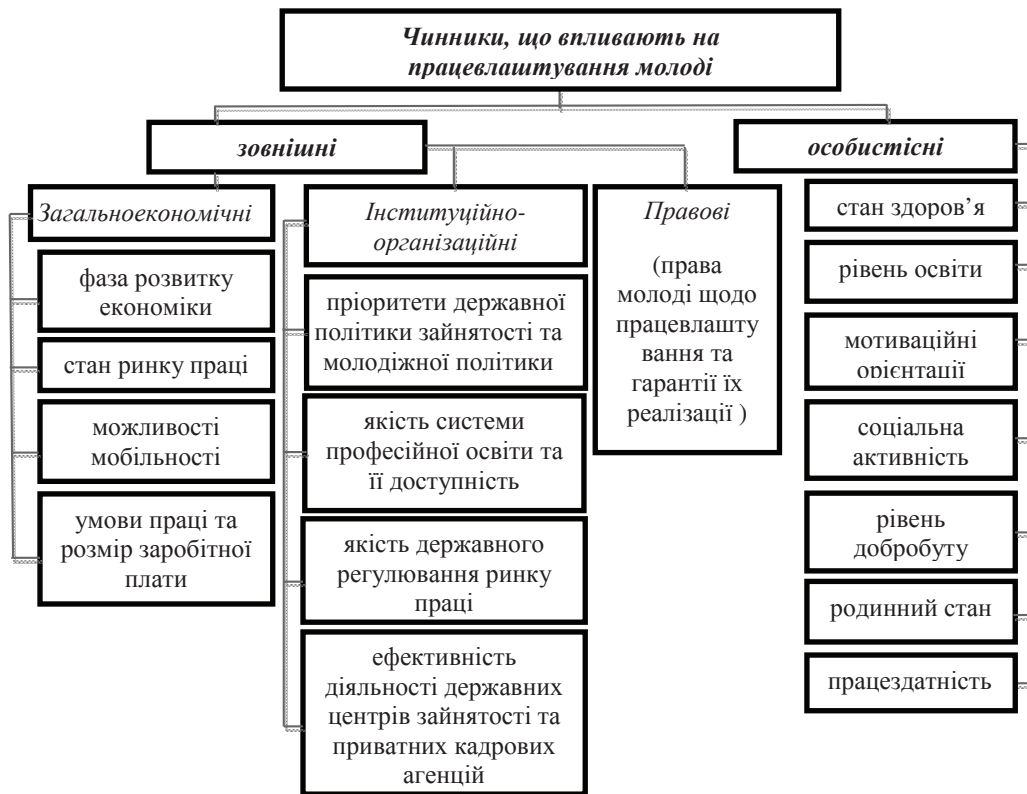 Чинники, що впливають на
працевлаштування молоді
зовнішні
особистісні
Загальноекономічні
фаза розвитку
економіки
стан ринку праці
можливості
мобільності
умови праці та
розмір заробітної
плати
Інституційно-
організаційні
пріоритети державної
політики зайнятості та
молодіжної політики
якість системи
професійної освіти та
її доступність
якість державного
регулювання ринку
праці
ефективність
діяльності державних
центрів зайнятості та
приватних кадрових
агенцій
Правові
(права
молоді щодо
працевлашту
вання та
гарантії їх
реалізації )
стан здоров’я
рівень освіти
мотиваційні
орієнтації
соціальна
активність
рівень
добробуту
родинний стан
працездатність